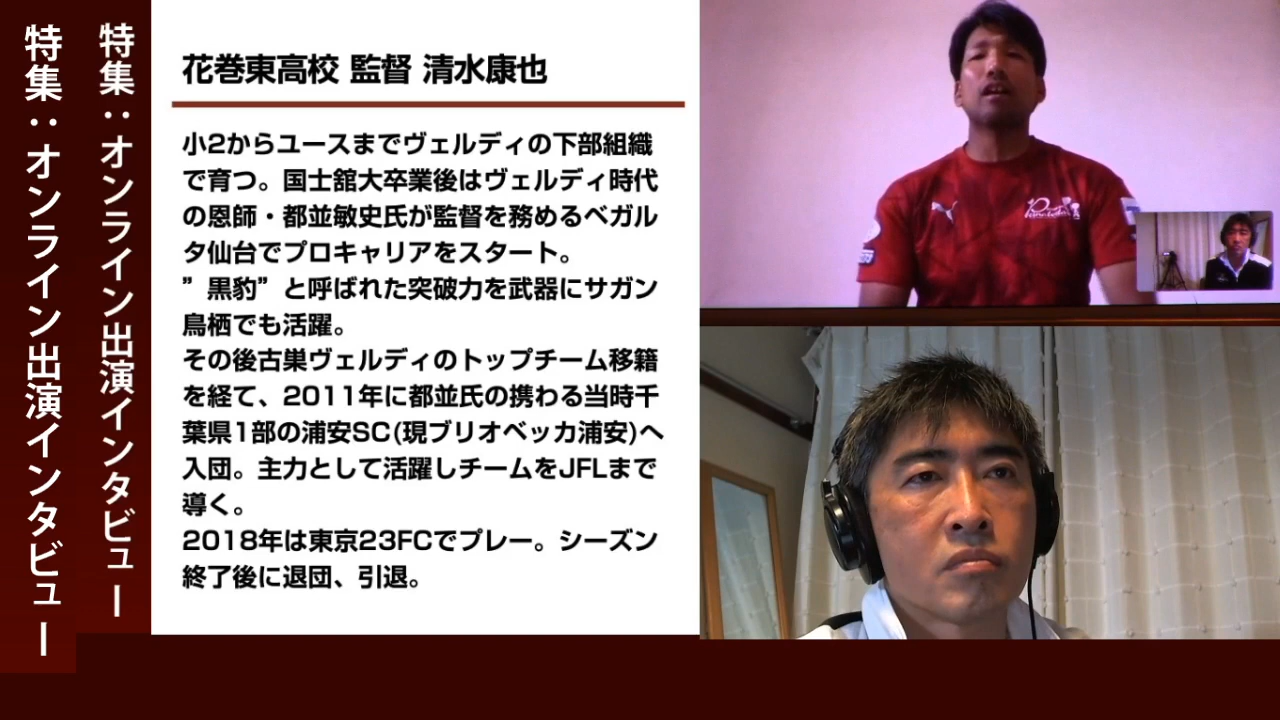 特集：オンライン出演インタビュー
特集：オンライン出演インタビュー
花巻東高校 監督 清水康也
小2からユースまでヴェルディの下部組織
で育つ。国士舘大卒業後はヴェルディ時代
の恩師・都並敏史氏が監督を務めるベガル
タ仙台でプロキャリアをスタート。
”黒豹”と呼ばれた突破力を武器にサガン
鳥栖でも活躍。
その後古巣ヴェルディのトップチーム移籍
を経て、2011年に都並氏の携わる当時千
葉県1部の浦安SC(現ブリオベッカ浦安)へ
入団。主力として活躍しチームをJFLまで
導く。
2018年は東京23FCでプレー。シーズン
終了後に退団、引退。